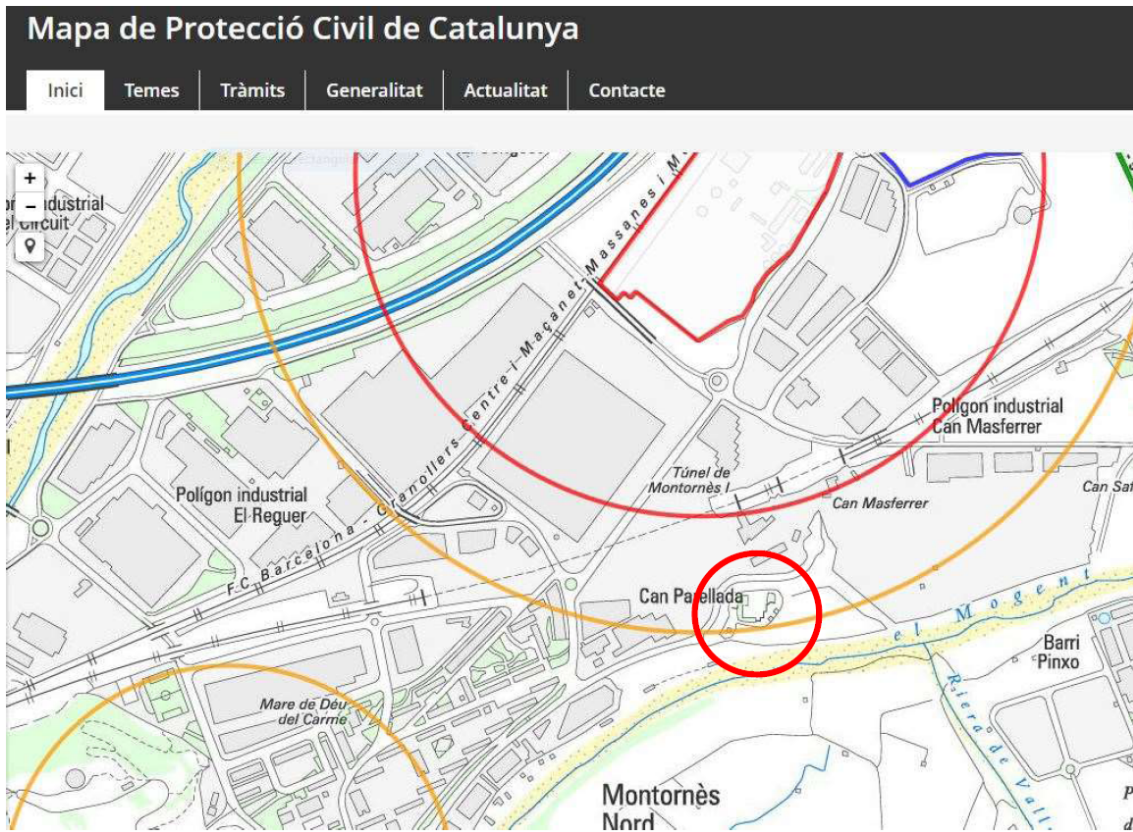 Mapa de Protecció Civil de Catalunya
Inici
Temes
Tràmits
Generalitat
Actualitat
Contacte
+
−
industrial
el Circuit
F.C. Barcelona - Granollers Centre i Maçanet-Massanes i
Polígon industrial
Can Masferrer
Túnel de
Montornès I
Can Masferrer
Can Saf
Polígon industrial
El Reguer
Can Parellada
el Mogent
Barri
Pinxo
Riera de Vall
Mare de Déu
del Carme
Montornès
Nord